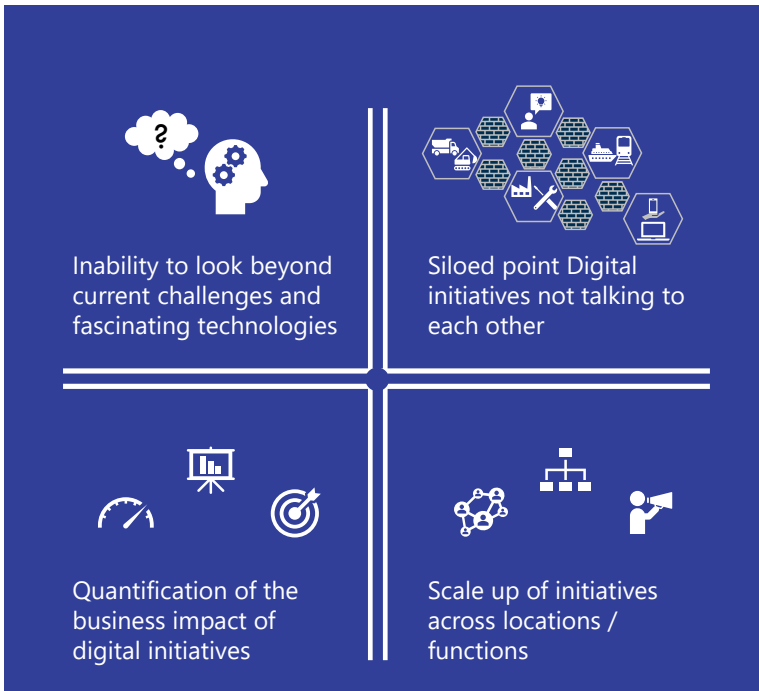 ?
Inability to look beyond
current challenges and
fascinating technologies
Siloed point Digital
initiatives not talking to
each other
Quantification of the
business impact of
digital initiatives
Scale up of initiatives
across locations /
functions